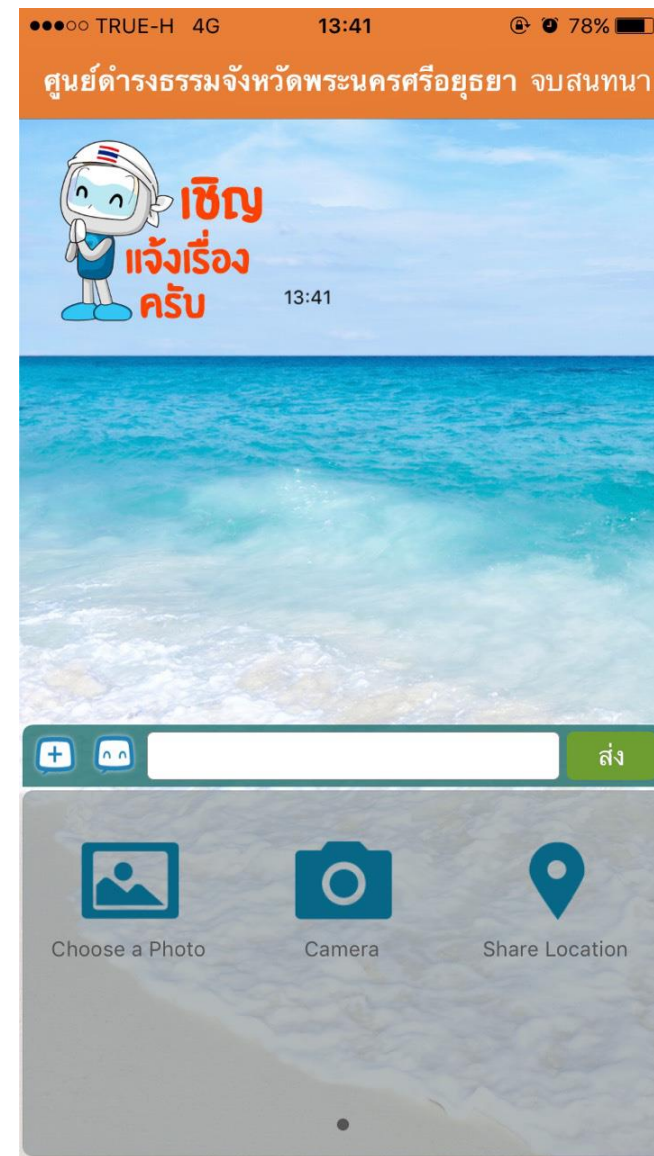 TRUE-H 4G 13:41 78%
ศูนย์ดำรงธรรมจังหวัดพระนครศรีอยุธยา จบสนทนา
เชิญ
แจ้งเรื่อง
ครับ
13:41
ส่ง
Choose a Photo Camera Share Location